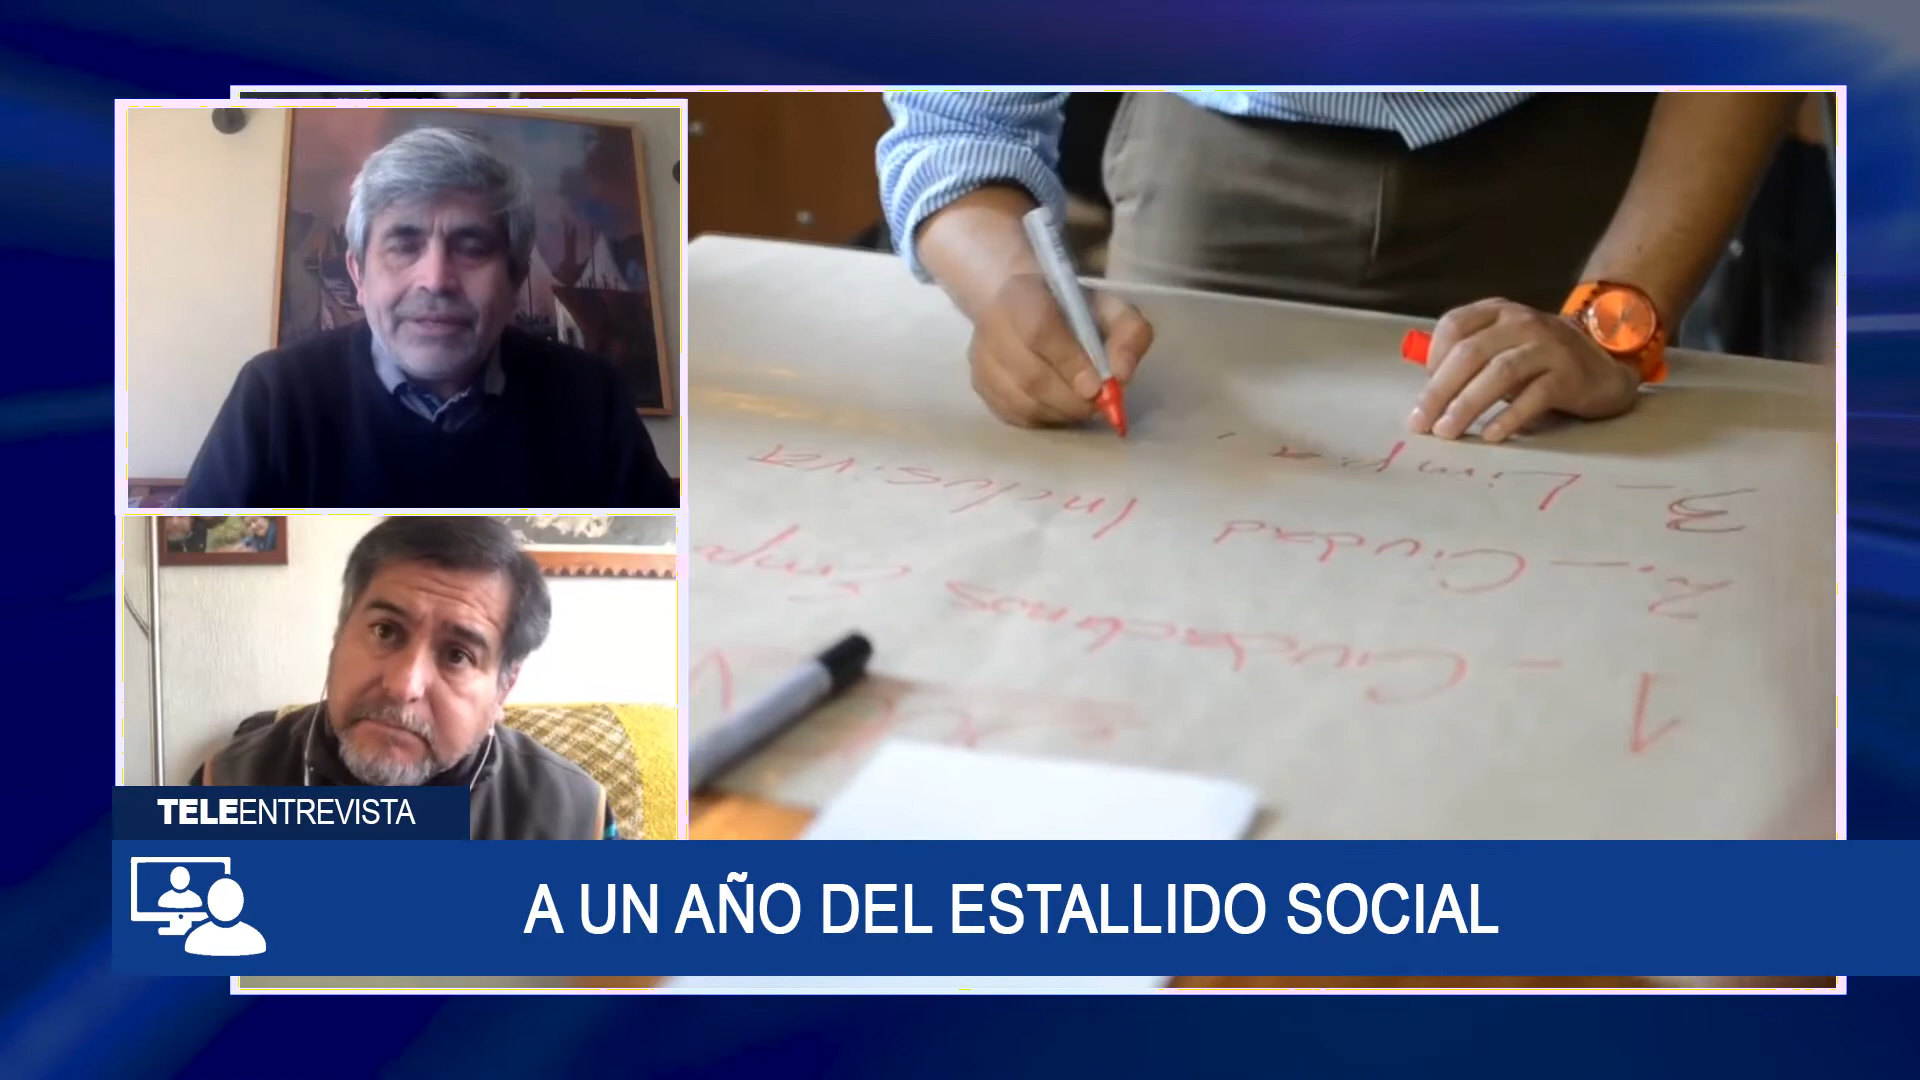 TELEENTREVISTA
A UN AÑO DEL ESTALLIDO SOCIAL
1 - Ciudadanos
2.- Ciudad Inclusiva
3.- Limpia,